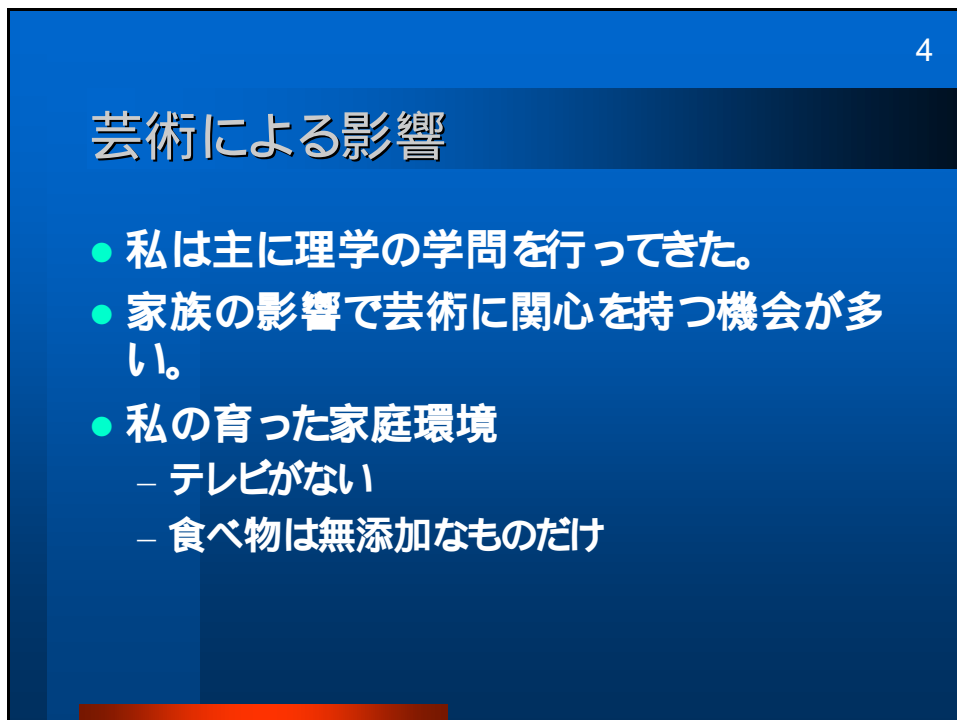 4
芸術による影響
● 私は主に理学の学問を行ってきた。
● 家族の影響で芸術に関心を持つ機会が多
い。
● 私の育った家庭環境
– テレビがない
– 食べ物は無添加なものだけ